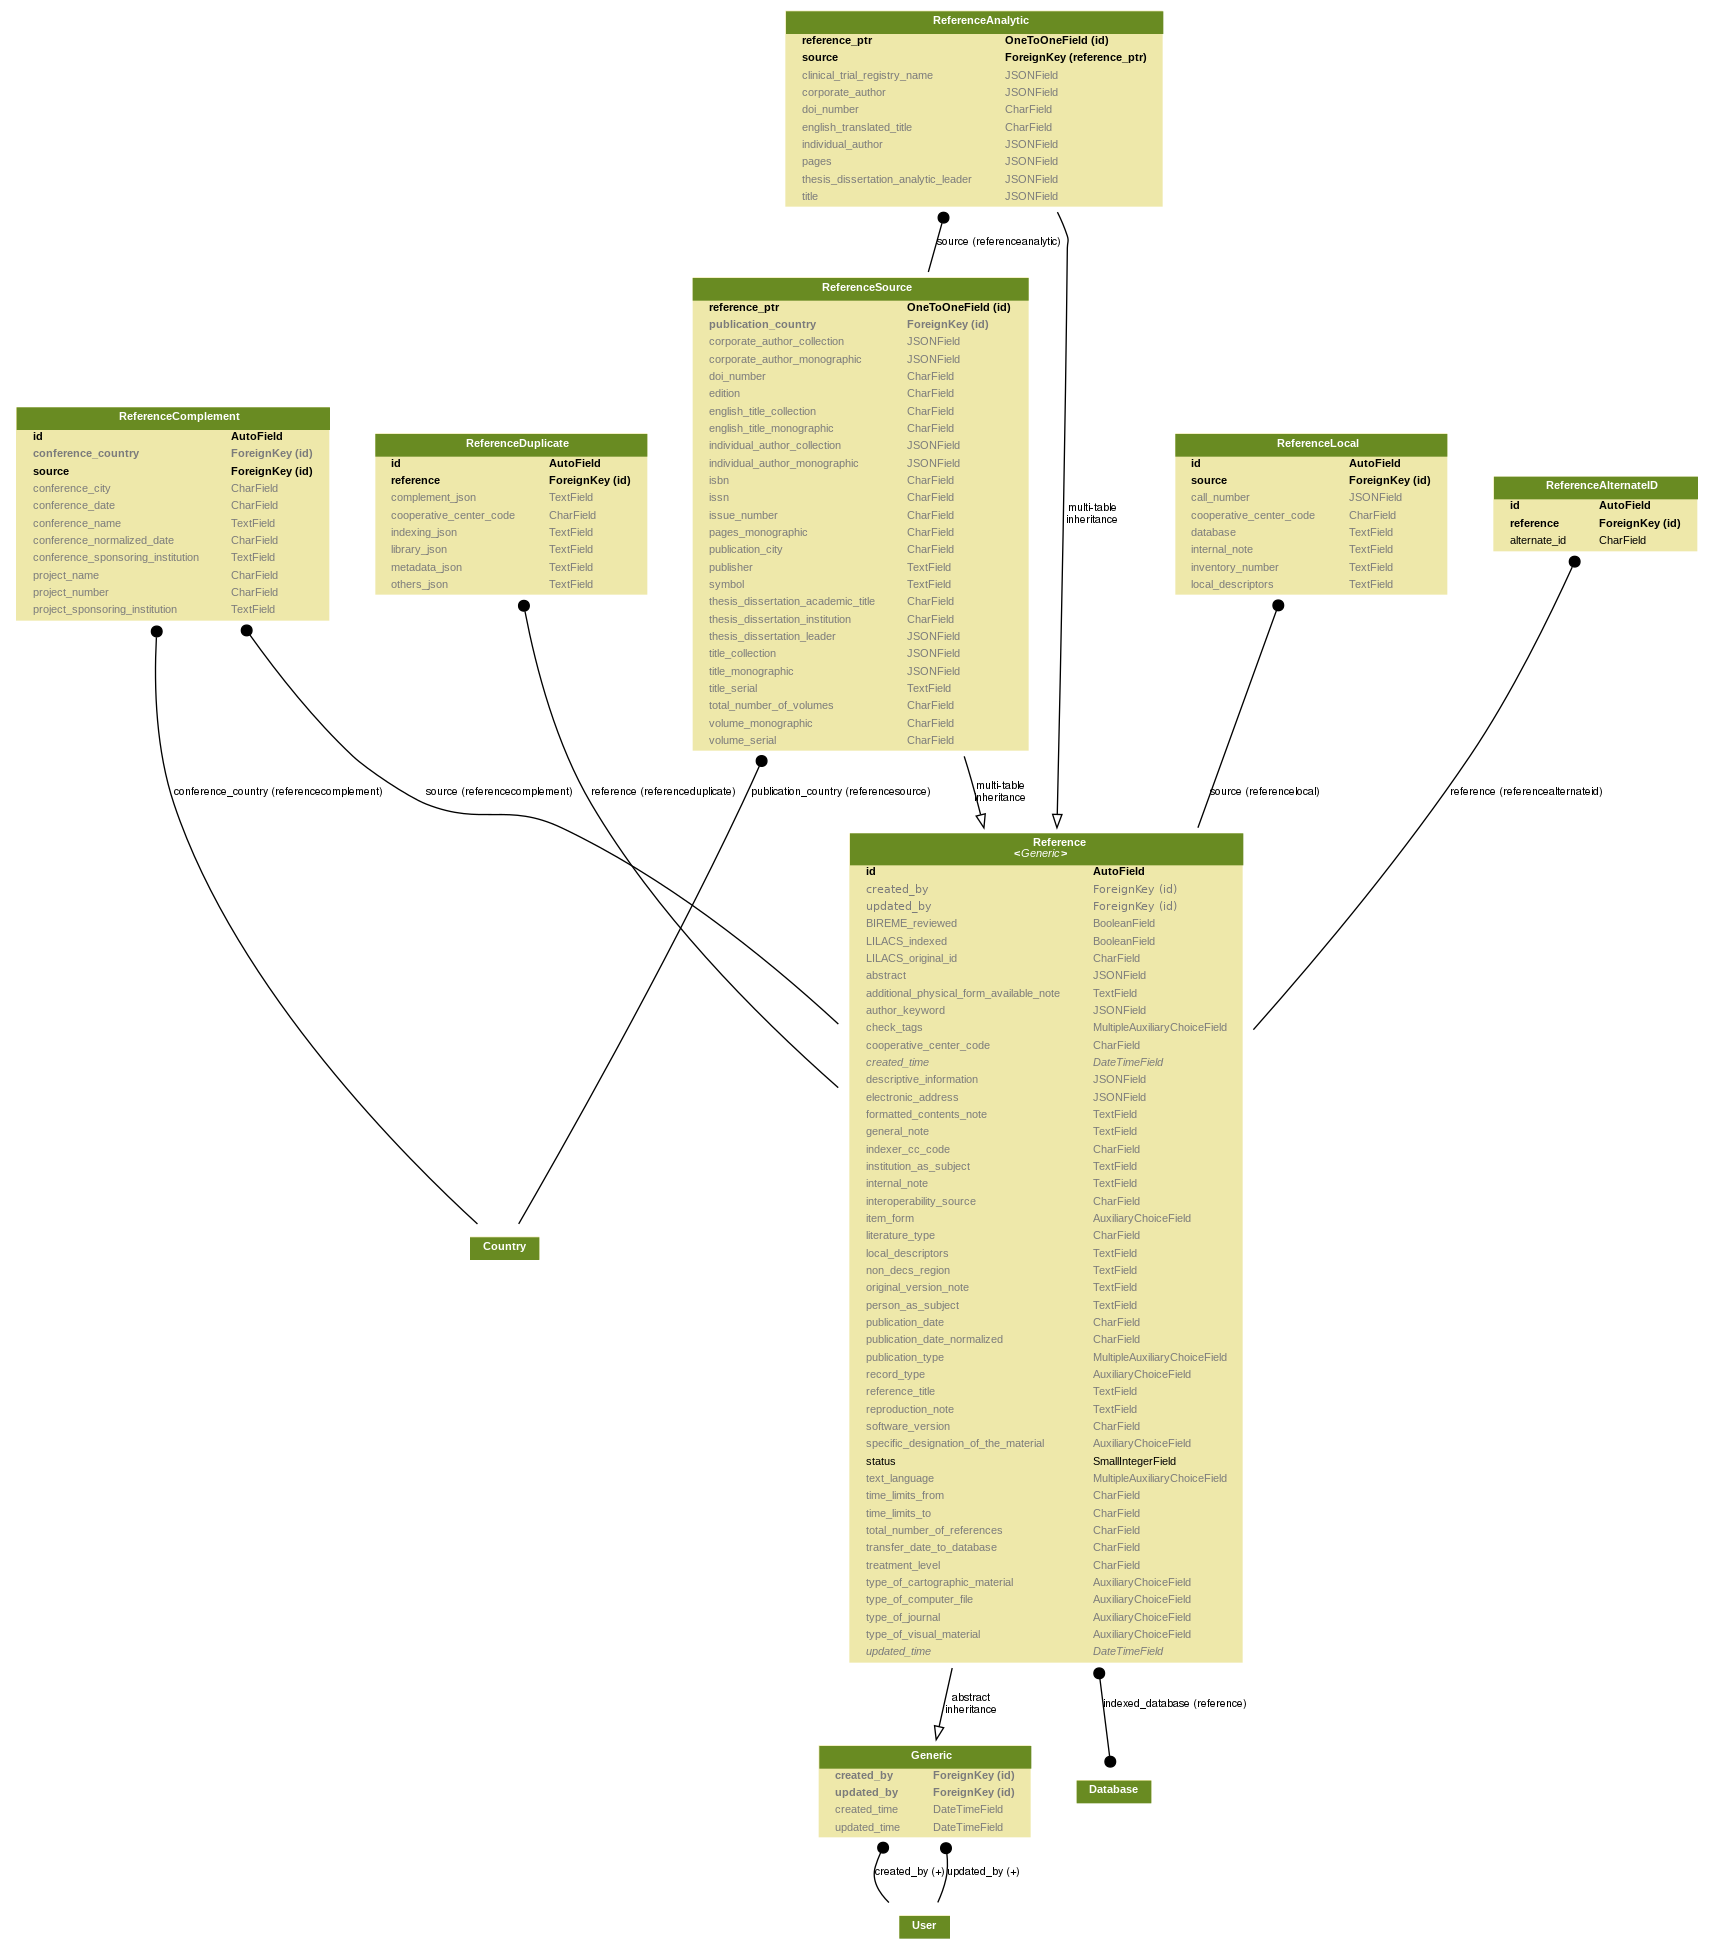 ReferenceAnalytic
reference_ptr OneToOneField (id)
source ForeignKey (reference_ptr)
clinical_trial_registry_name JSONField
corporate_author JSONField
doi_number CharField
english_translated_title CharField
individual_author JSONField
pages JSONField
thesis_dissertation_analytic_leader JSONField
title JSONField
source (referenceanalytic)
ReferenceSource
reference_ptr OneToOneField (id)
publication_country ForeignKey (id)
corporate_author_collection JSONField
corporate_author_monographic JSONField
doi_number CharField
edition CharField
english_title_collection CharField
english_title_monographic CharField
individual_author_collection JSONField
individual_author_monographic JSONField
isbn CharField
issn CharField
issue_number CharField
pages_monographic CharField
publication_city CharField
publisher TextField
symbol TextField
thesis_dissertation_academic_title CharField
thesis_dissertation_institution CharField
thesis_dissertation_leader JSONField
title_collection JSONField
title_monographic JSONField
title_serial TextField
total_number_of_volumes CharField
volume_monographic CharField
volume_serial CharField
ReferenceComplement
id AutoField
conference_country ForeignKey (id)
source ForeignKey (id)
conference_city CharField
conference_date CharField
conference_name TextField
conference_normalized_date CharField
conference_sponsoring_institution TextField
project_name CharField
project_number CharField
project_sponsoring_institution TextField
ReferenceDuplicate
id AutoField
reference ForeignKey (id)
complement_json TextField
cooperative_center_code CharField
indexing_json TextField
library_json TextField
metadata_json TextField
others_json TextField
multi-table
inheritance
ReferenceLocal
id AutoField
source ForeignKey (id)
call_number JSONField
cooperative_center_code CharField
database TextField
internal_note TextField
inventory_number TextField
local_descriptors TextField
ReferenceAlternateID
id AutoField
reference ForeignKey (id)
alternate_id CharField
conference_country (referencecomplement)
source (referencecomplement)
reference (referenceduplicate)
publication_country (referencesource)
multi-table
inheritance
source (referencelocal)
reference (referencealternateid)
Reference
<Generic>
id AutoField
created_by ForeignKey (id)
updated_by ForeignKey (id)
BIREME_reviewed BooleanField
LILACS_indexed BooleanField
LILACS_original_id CharField
abstract JSONField
additional_physical_form_available_note TextField
author_keyword JSONField
check_tags MultipleAuxiliaryChoiceField
cooperative_center_code CharField
created_time DateTimeField
descriptive_information JSONField
electronic_address JSONField
formatted_contents_note TextField
general_note TextField
indexer_cc_code CharField
institution_as_subject TextField
internal_note TextField
interoperability_source CharField
item_form AuxiliaryChoiceField
literature_type CharField
local_descriptors TextField
non_decs_region TextField
original_version_note TextField
person_as_subject TextField
publication_date CharField
publication_date_normalized CharField
publication_type MultipleAuxiliaryChoiceField
record_type AuxiliaryChoiceField
reference_title TextField
reproduction_note TextField
software_version CharField
specific_designation_of_the_material AuxiliaryChoiceField
status SmallIntegerField
text_language MultipleAuxiliaryChoiceField
time_limits_from CharField
time_limits_to CharField
total_number_of_references CharField
transfer_date_to_database CharField
treatment_level CharField
type_of_cartographic_material AuxiliaryChoiceField
type_of_computer_file AuxiliaryChoiceField
type_of_journal AuxiliaryChoiceField
type_of_visual_material AuxiliaryChoiceField
updated_time DateTimeField
Country
abstract
inheritance
indexed_database (reference)
Generic
created_by ForeignKey (id)
updated_by ForeignKey (id)
created_time DateTimeField
updated_time DateTimeField
Database
created_by (+)
updated_by (+)
User